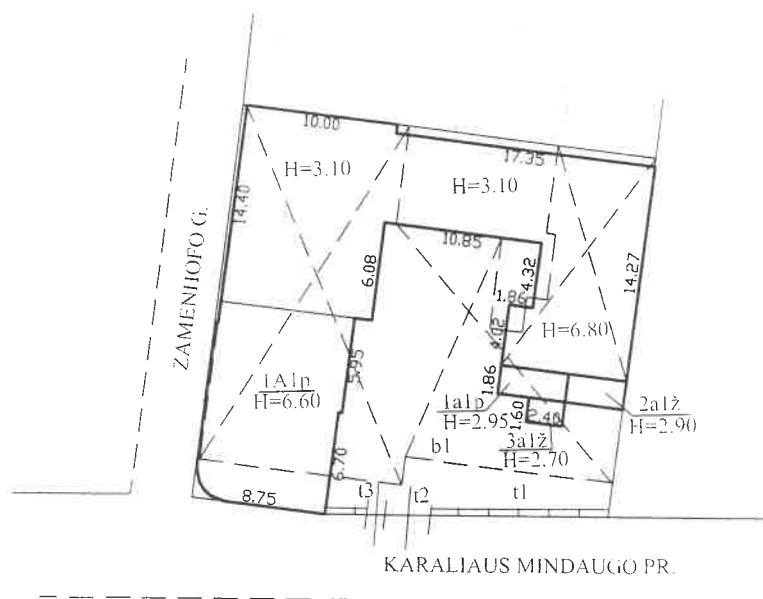 10.00
17.35
H=3.10
H=3.10
14.40
10.85
6.08
4.32
14.27
1.86
ZAMENHOFO G.
4.02
H=6.80
5.95
1A1p
H=6.60
1.86
1a1p
H=2.95
1.60
2.40
2a1ž
H=2.90
3a1ž
H=2.70
b1
6.70
t3
t2
t1
8.75
KARALIAUS MINDAUGO PR.